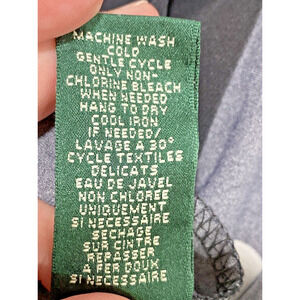 MACHINE WASH
COLD
GENTLE CYCLE
ONLY NON-
CHLORINE BLEACH
WHEN NEEDED
HANG TO DRY
COOL IRON
IF NEEDED/
LAVAGE A 30°
CYCLE TEXTILES
DELICATS
EAU DE JAVEL
NON CHLOREE
UNIQUEMENT
SI NECESSAIRE
SECHAGE
SUR CINTRE
REPASSER
A FER DOUX
SI NECESSAIRE